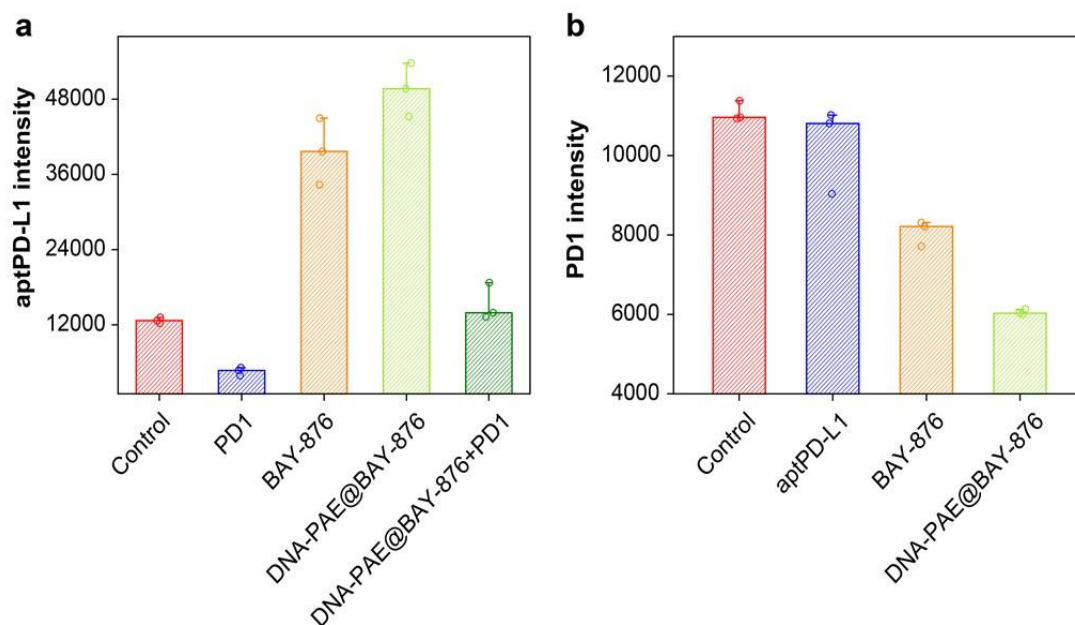 a
aptPD-L1 intensity
48000
36000
24000
12000
Control
PD1
BAY-876
DNA-PAE@BAY-876
DNA-PAE@BAY-876+PD1
b
PD1 intensity
12000
10000
8000
6000
4000
Control
aptPD-L1
BAY-876
DNA-PAE@BAY-876